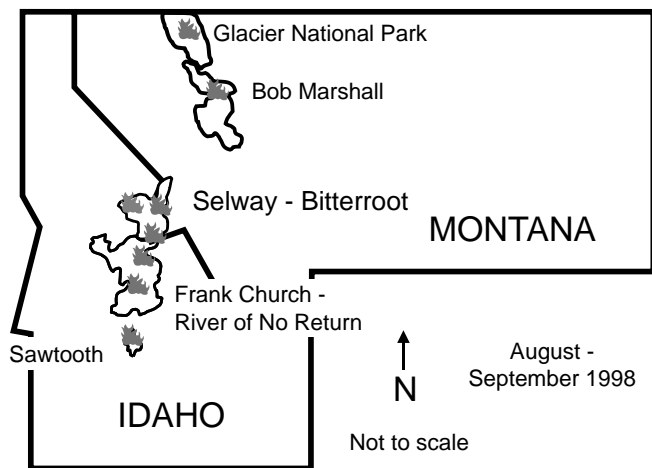 Glacier National Park
Bob Marshall
Selway - Bitterroot
MONTANA
Frank Church -
River of No Return
Sawtooth
IDAHO
N
Not to scale
August -
September 1998